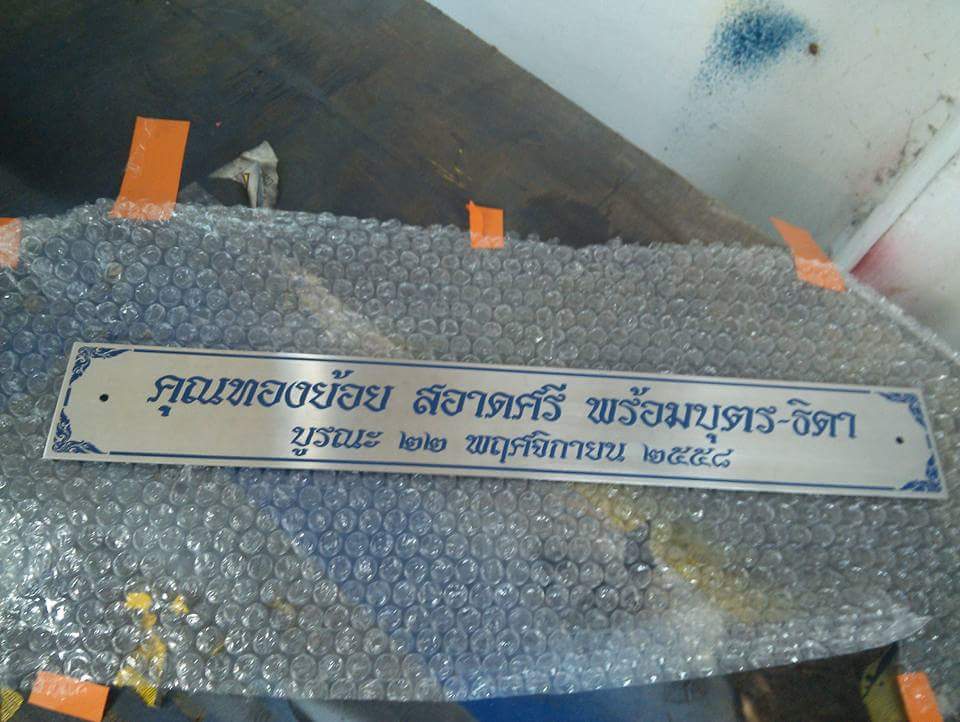 คุณทองย้อย สอาดศรี พร้อมบุตร-ธิดา
บูรณะ ๒๒ พฤศจิกายน ๒๕๕๘